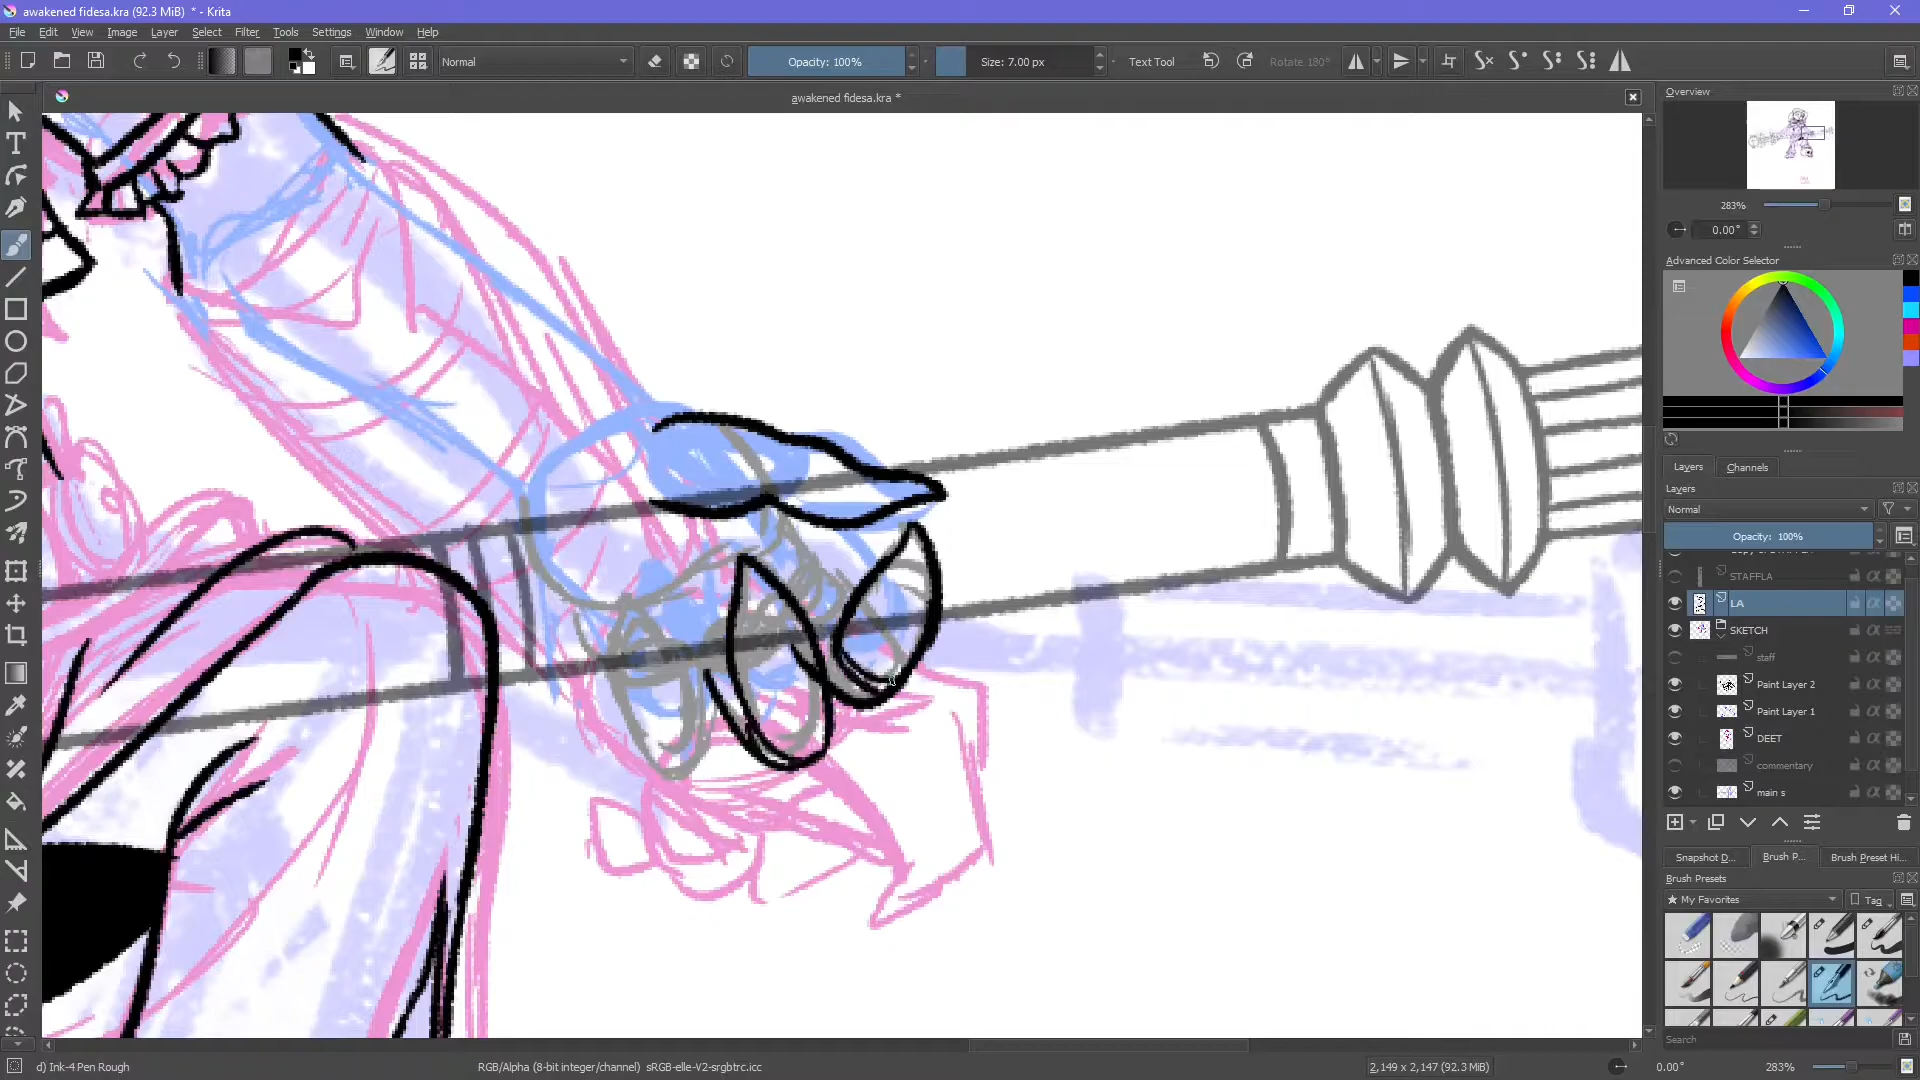 awakened fidesa.kra (92.3 MiB) * - Krita
File Edit View Image Layer Select Filter Tools Settings Window Help
Normal
Opacity: 100%
Size: 7.00 px
Text Tool
Rotate 180°
awakened fidesa.kra *
Overview
283%
0.00°
Advanced Color Selector
Layers
Channels
Layers
Normal
Opacity: 100%
STAFFLA
LA
SKETCH
staff
Paint Layer 2
Paint Layer 1
DEET
commentary
main s
Snapshot D...
Brush P...
Brush Preset Hi...
Brush Presets
My Favorites
Tag
Search
d) Ink-4 Pen Rough
RGB/Alpha (8-bit integer/channel) sRGB-elle-V2-srgbtrc.icc
2,149 x 2,147 (92.3 MiB)
0.00°
283%